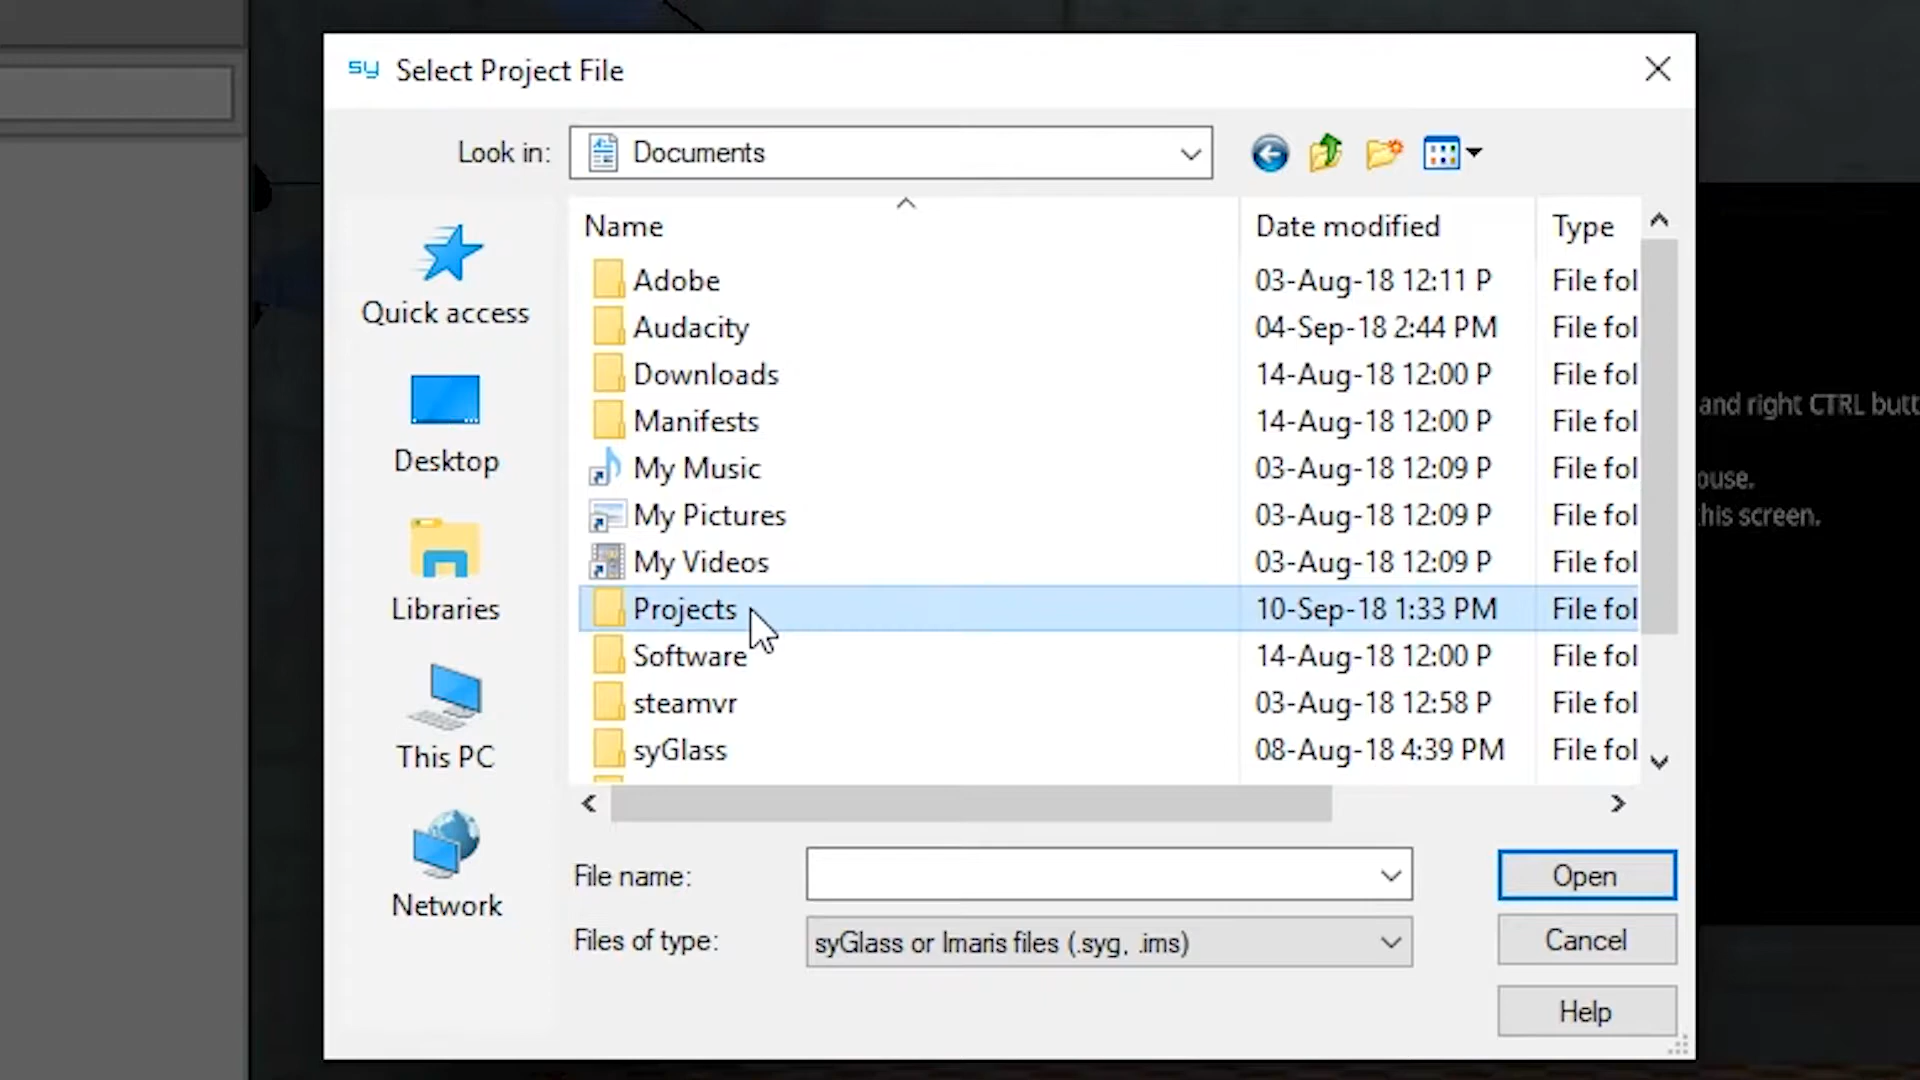 sy Select Project File
Look in: Documents
Name Date modified Type
Adobe 03-Aug-18 12:11 P File fol
Audacity 04-Sep-18 2:44 PM File fol
Downloads 14-Aug-18 12:00 P File fol
Manifests 14-Aug-18 12:00 P File fol
My Music 03-Aug-18 12:09 P File fol
My Pictures 03-Aug-18 12:09 P File fol
My Videos 03-Aug-18 12:09 P File fol
Projects 10-Sep-18 1:33 PM File fol
Software 14-Aug-18 12:00 P File fol
steamvr 03-Aug-18 12:58 P File fol
syGlass 08-Aug-18 4:39 PM File fol
Quick access
Desktop
Libraries
This PC
Network
File name:
Open
Files of type: syGlass or Imaris files (.syg, .ims)
Cancel
Help
and right CTRL butt
ouse.
his screen.